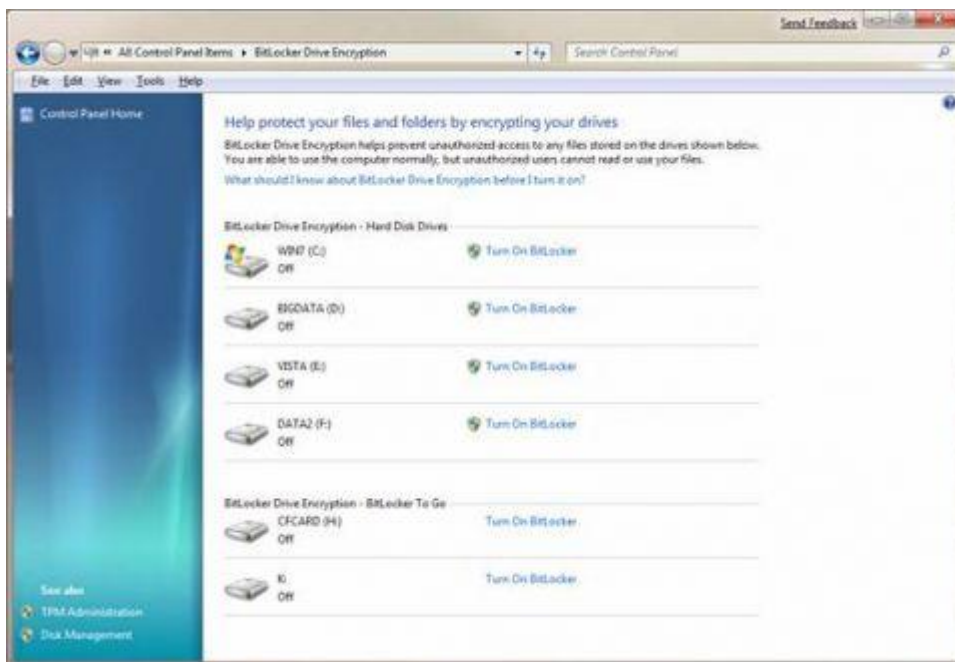 Send Feedback
« All Control Panel Items ▸ BitLocker Drive Encryption
Search Control Panel
File Edit View Tools Help
Control Panel Home
Help protect your files and folders by encrypting your drives
BitLocker Drive Encryption helps prevent unauthorized access to any files stored on the drives shown below.
You are able to use the computer normally, but unauthorized users cannot read or use your files.
What should I know about BitLocker Drive Encryption before I turn it on?
BitLocker Drive Encryption - Hard Disk Drives
WIN7 (C:) Turn On BitLocker
Off
BIGDATA (D:) Turn On BitLocker
Off
VISTA (E:) Turn On BitLocker
Off
DATA2 (F:) Turn On BitLocker
Off
BitLocker Drive Encryption - BitLocker To Go
CFCARD (H:) Turn On BitLocker
Off
Turn On BitLocker
Off
See also
TPM Administration
Disk Management